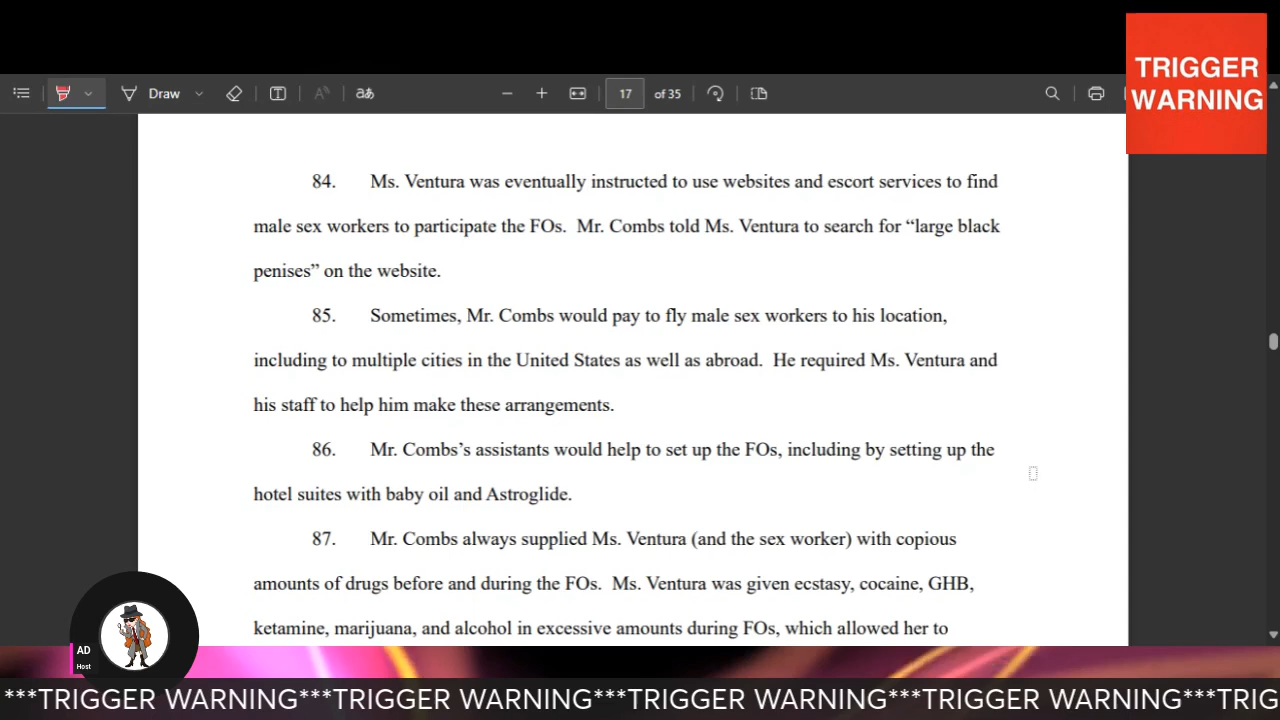 TRIGGER
WARNING
Draw
17 of 35
84. Ms. Ventura was eventually instructed to use websites and escort services to find
male sex workers to participate the FOs. Mr. Combs told Ms. Ventura to search for “large black
penises” on the website.
85. Sometimes, Mr. Combs would pay to fly male sex workers to his location,
including to multiple cities in the United States as well as abroad. He required Ms. Ventura and
his staff to help him make these arrangements.
86. Mr. Combs’s assistants would help to set up the FOs, including by setting up the
hotel suites with baby oil and Astroglide.
87. Mr. Combs always supplied Ms. Ventura (and the sex worker) with copious
amounts of drugs before and during the FOs. Ms. Ventura was given ecstasy, cocaine, GHB,
ketamine, marijuana, and alcohol in excessive amounts during FOs, which allowed her to
AD
Host
***TRIGGER WARNING***TRIGGER WARNING***TRIGGER WARNING***TRIGGER WARNING***TRIG